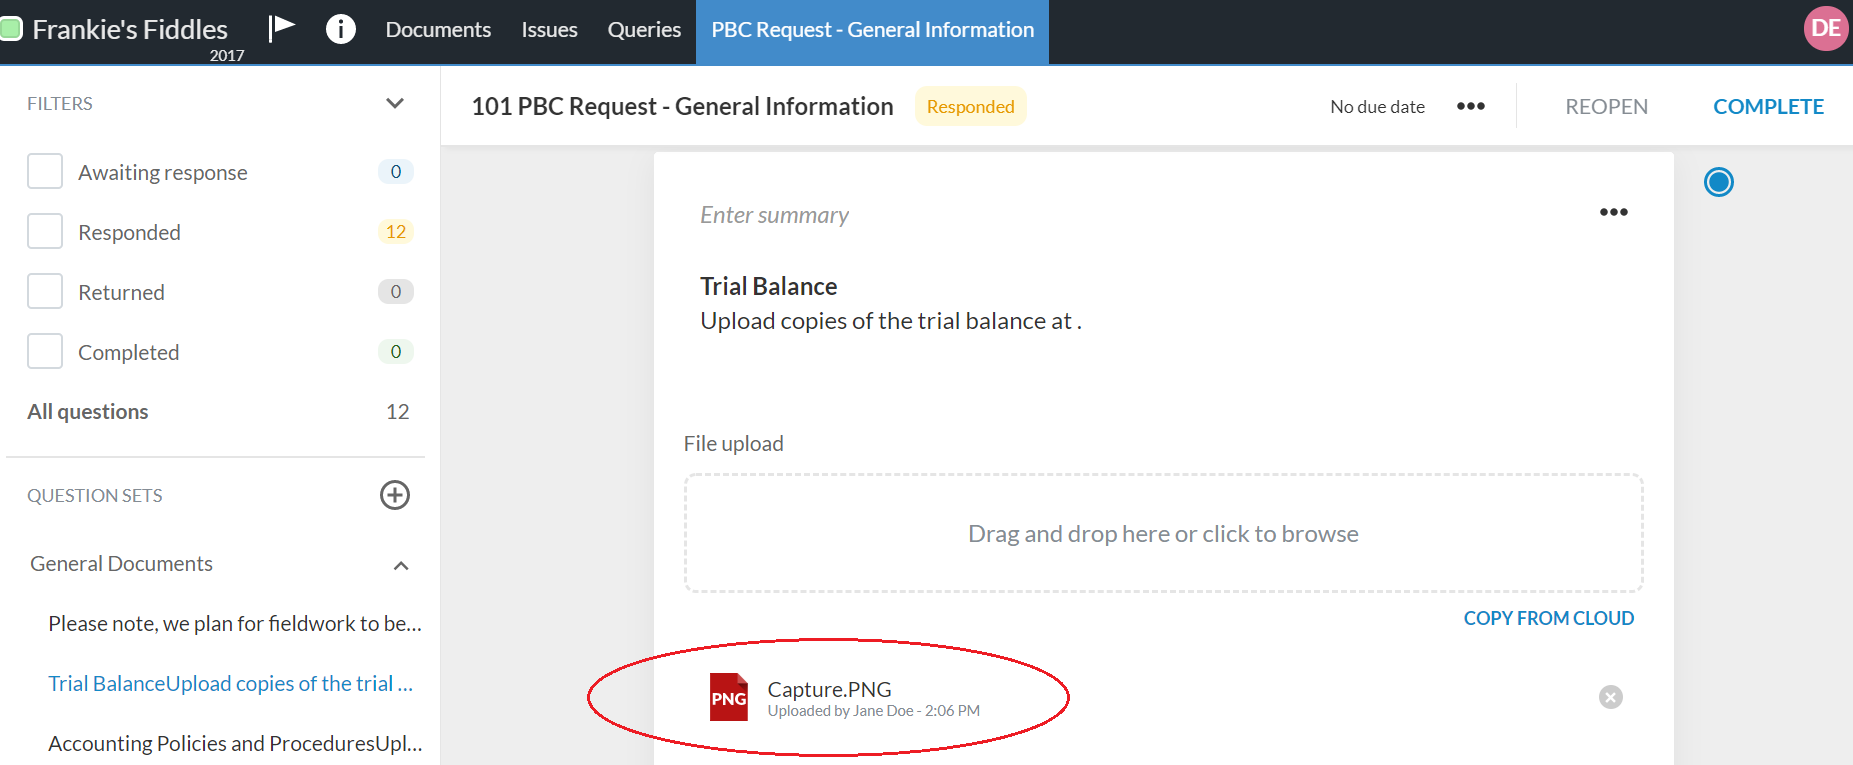 Frankie's Fiddles
2017
Documents
Issues
Queries
PBC Request - General Information
DE
FILTERS
Awaiting response
0
Responded
12
Returned
0
Completed
0
All questions
12
QUESTION SETS
General Documents
Please note, we plan for fieldwork to be...
Trial BalanceUpload copies of the trial ...
Accounting Policies and ProceduresUpl...
101 PBC Request - General Information
Responded
No due date
REOPEN
COMPLETE
Enter summary
Trial Balance
Upload copies of the trial balance at .
File upload
Drag and drop here or click to browse
COPY FROM CLOUD
PNG
Capture.PNG
Uploaded by Jane Doe - 2:06 PM